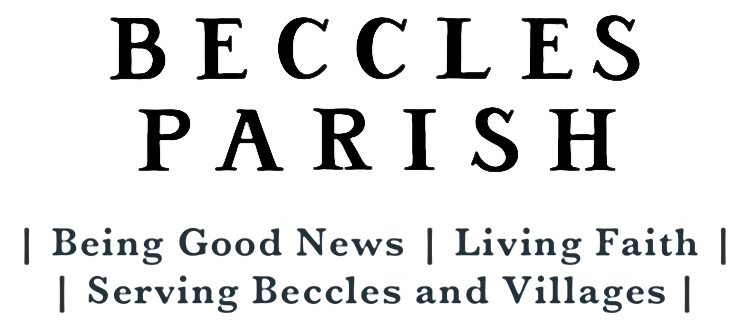 BECCLES
PARISH
| Being Good News | Living Faith |
| Serving Beccles and Villages |